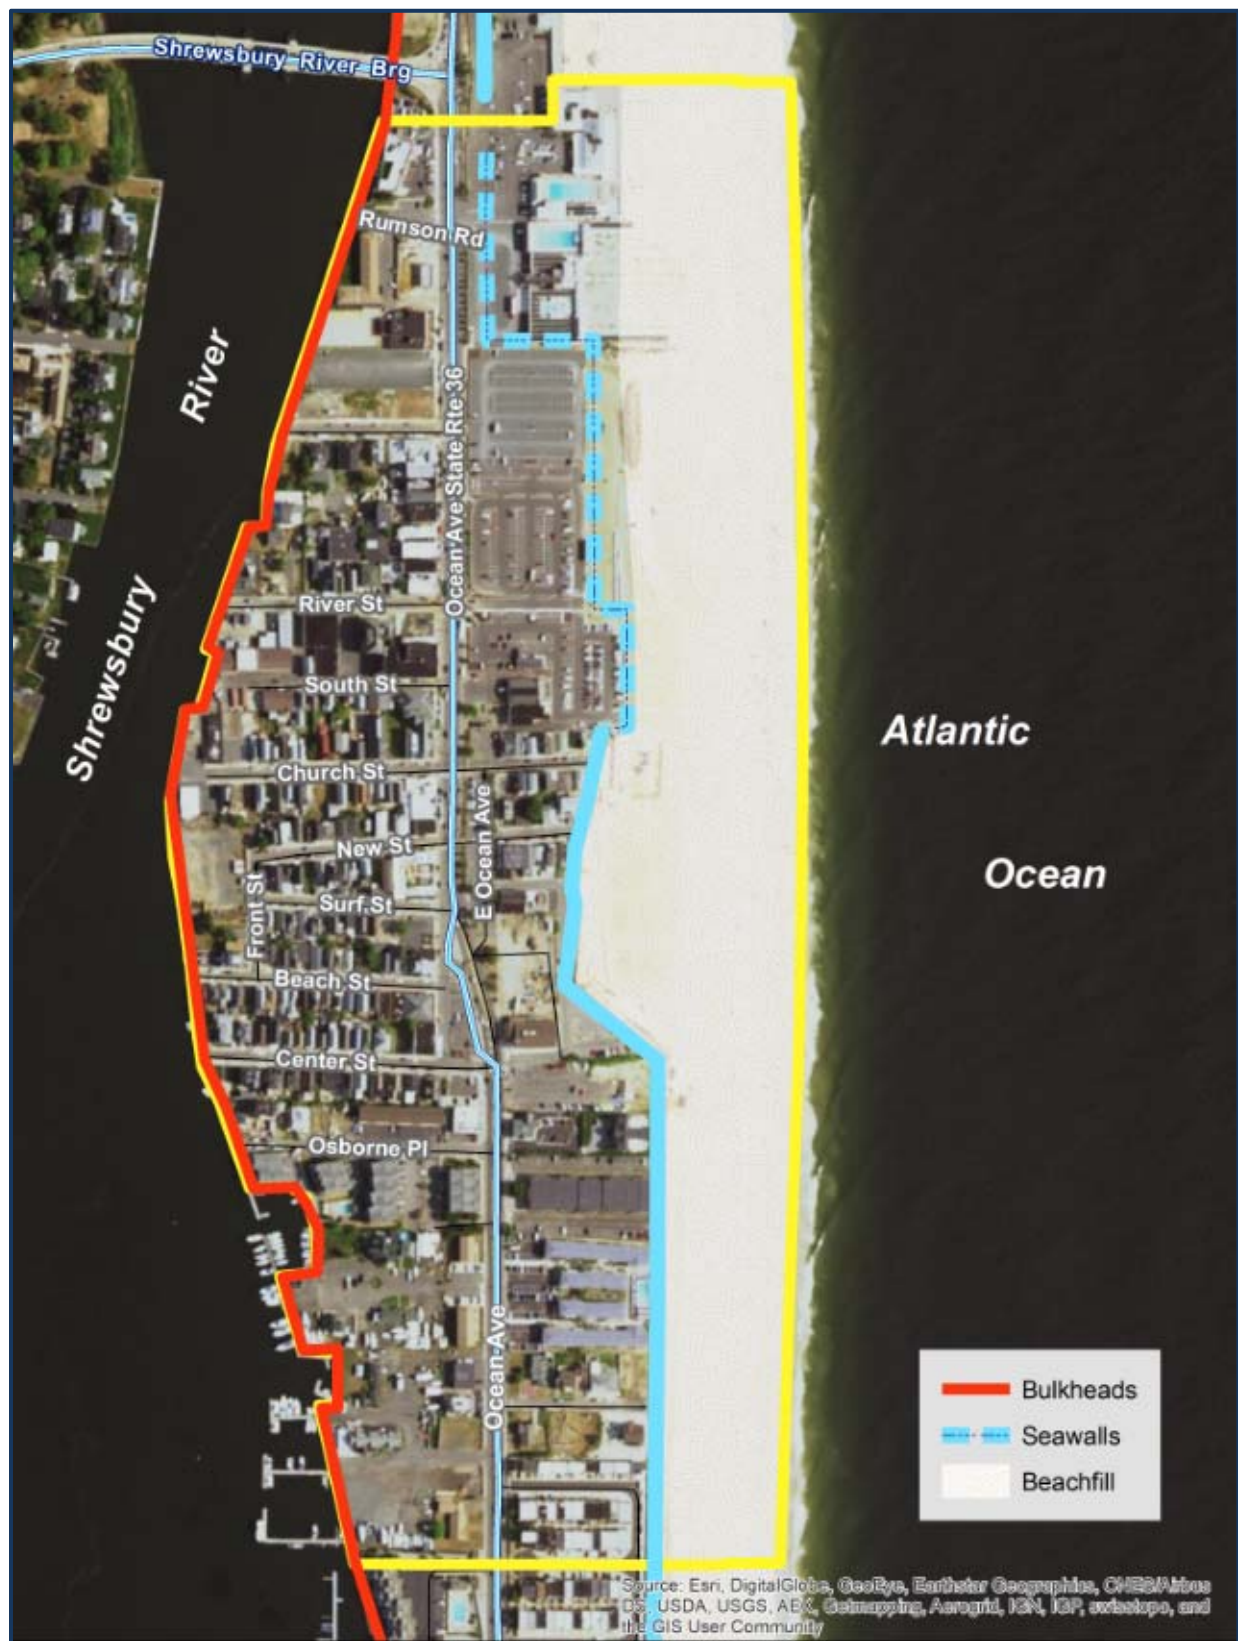 Shrewsbury River Brg
Rumson Rd
River
Ocean Ave State Rte 36
Shrewsbury
River St
South St
Atlantic
Church St
E Ocean Ave
New St
Ocean
Front St
Surf St
Beach St
Center St
Osborne Pl
Ocean Ave
Bulkheads
Seawalls
Beachfill
Source: Esri, DigitalGlobe, GeoEye, Earthstar Geographics, CNES/Airbus
DS, USDA, USGS, AEX, Getmapping, Aerogrid, IGN, IGP, swisstopo, and
the GIS User Community